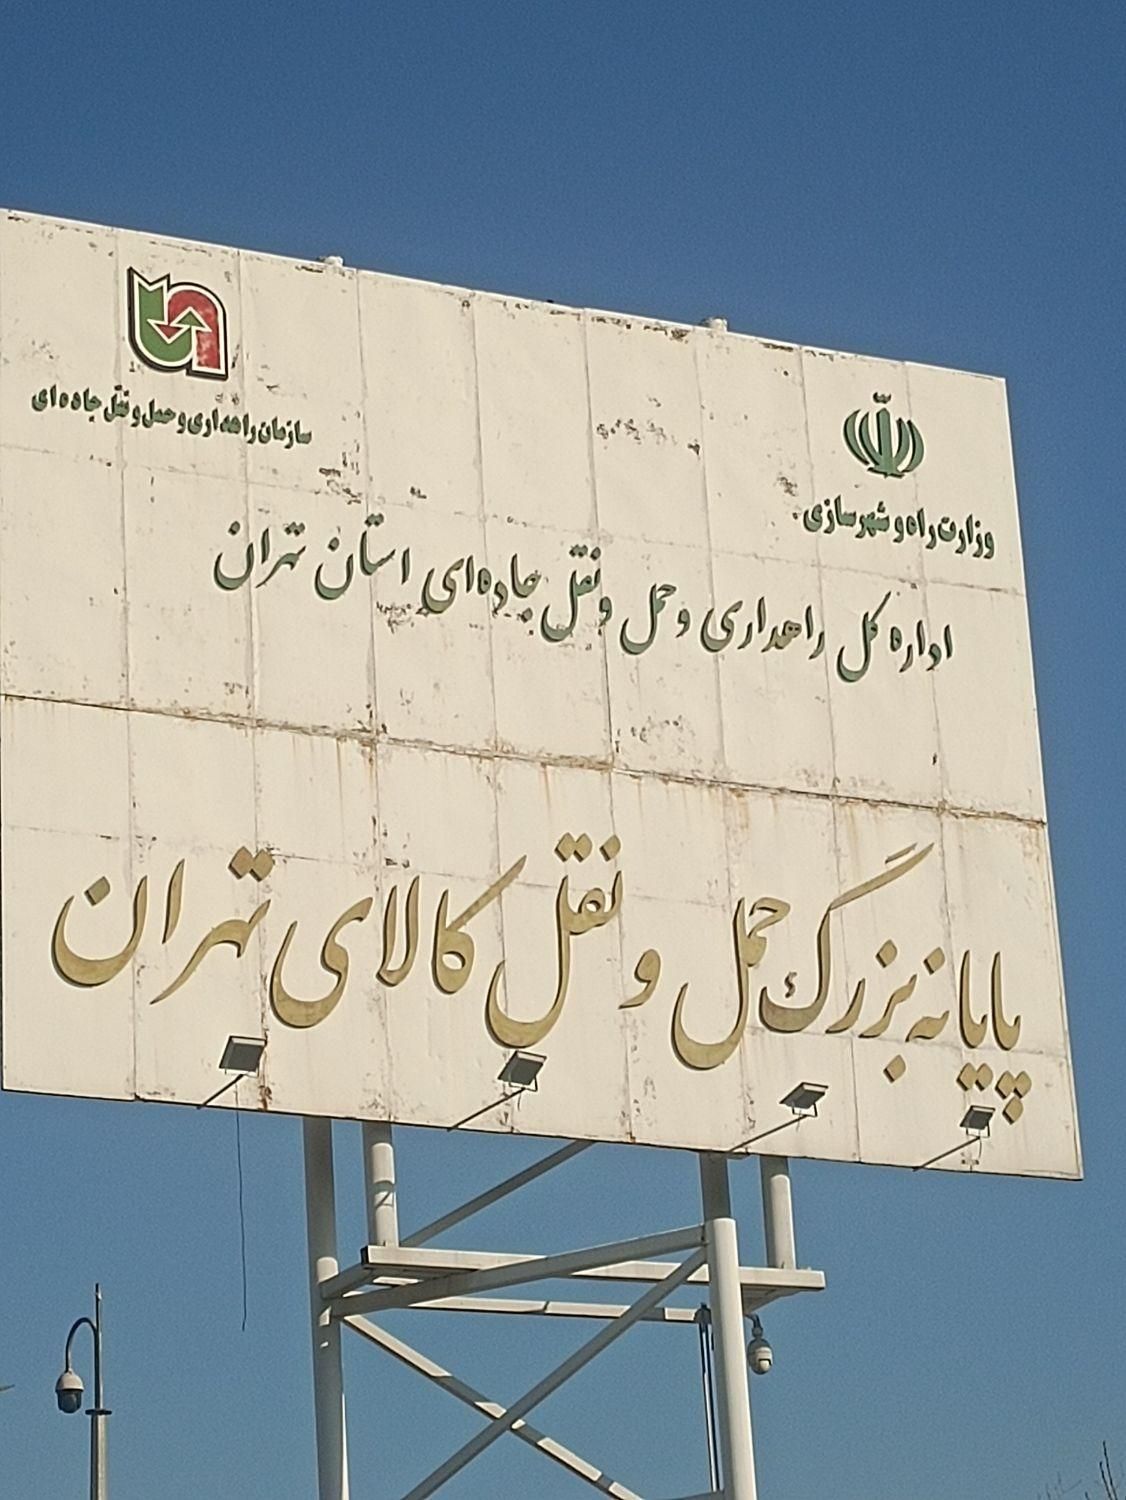 وزارت راه و شهرسازی
سازمان راهداری و حمل و نقل جاده ای
اداره کل راهداری و حمل و نقل جاده‌ای استان تهران
پایانه بزرگ حمل و نقل کالای تهران